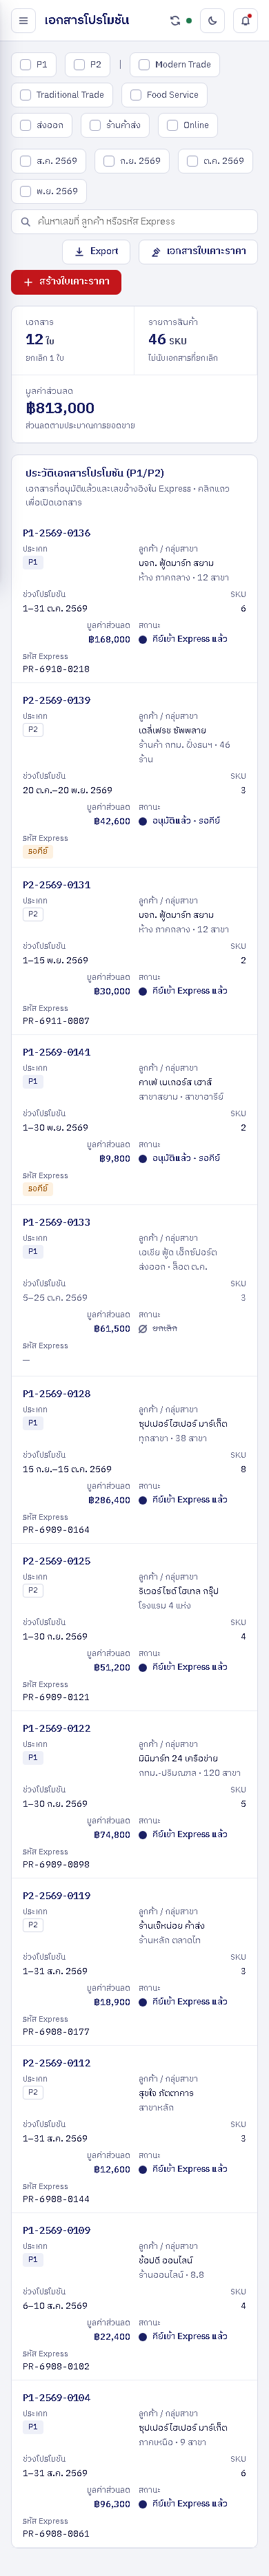 เอกสารโปรโมชัน
P1
P2
|
Modern Trade
Traditional Trade
Food Service
ส่งออก
ร้านค้าส่ง
Online
ส.ค. 2569
ก.ย. 2569
ต.ค. 2569
พ.ย. 2569
ค้นหาเลขที่ ลูกค้า หรือรหัส Express
Export
เอกสารใบเคาะราคา
สร้างใบเคาะราคา
เอกสาร
12 ใบ
ยกเลิก 1 ใบ
รายการสินค้า
46 SKU
ไม่นับเอกสารที่ยกเลิก
มูลค่าส่วนลด
฿813,000
ส่วนลดตามประมาณการยอดขาย
ประวัติเอกสารโปรโมชัน (P1/P2)
เอกสารที่อนุมัติแล้วและเลขอ้างอิงใน Express · คลิกแถว
เพื่อเปิดเอกสาร
P1-2569-0136
ประเภท
P1
ลูกค้า / กลุ่มสาขา
บจก. ฟู้ดมาร์ท สยาม
ห้าง ภาคกลาง · 12 สาขา
ช่วงโปรโมชัน
1–31 ต.ค. 2569
SKU
6
มูลค่าส่วนลด
฿168,000
สถานะ
คีย์เข้า Express แล้ว
รหัส Express
PR-6910-0218
P2-2569-0139
ประเภท
P2
ลูกค้า / กลุ่มสาขา
เดลี่เฟรช ซัพพลาย
ร้านค้า กทม. ฝั่งธนฯ · 46
ร้าน
ช่วงโปรโมชัน
20 ต.ค.–20 พ.ย. 2569
SKU
3
มูลค่าส่วนลด
฿42,600
สถานะ
อนุมัติแล้ว · รอคีย์
รหัส Express
รอคีย์
P2-2569-0131
ประเภท
P2
ลูกค้า / กลุ่มสาขา
บจก. ฟู้ดมาร์ท สยาม
ห้าง ภาคกลาง · 12 สาขา
ช่วงโปรโมชัน
1–15 พ.ย. 2569
SKU
2
มูลค่าส่วนลด
฿30,000
สถานะ
คีย์เข้า Express แล้ว
รหัส Express
PR-6911-0007
P1-2569-0141
ประเภท
P1
ลูกค้า / กลุ่มสาขา
คาเฟ่ เมเกอร์ส เฮาส์
สาขาสยาม · สาขาอารีย์
ช่วงโปรโมชัน
1–30 พ.ย. 2569
SKU
2
มูลค่าส่วนลด
฿9,800
สถานะ
อนุมัติแล้ว · รอคีย์
รหัส Express
รอคีย์
P1-2569-0133
ประเภท
P1
ลูกค้า / กลุ่มสาขา
เอเชีย ฟู้ด เอ็กซ์พอร์ต
ส่งออก · ล็อต ต.ค.
ช่วงโปรโมชัน
5–25 ต.ค. 2569
SKU
3
มูลค่าส่วนลด
฿61,500
สถานะ
ยกเลิก
รหัส Express
—
P1-2569-0128
ประเภท
P1
ลูกค้า / กลุ่มสาขา
ซุปเปอร์ไฮเปอร์ มาร์เก็ต
ทุกสาขา · 38 สาขา
ช่วงโปรโมชัน
15 ก.ย.–15 ต.ค. 2569
SKU
8
มูลค่าส่วนลด
฿286,400
สถานะ
คีย์เข้า Express แล้ว
รหัส Express
PR-6909-0164
P2-2569-0125
ประเภท
P2
ลูกค้า / กลุ่มสาขา
ริเวอร์ไซด์ โฮเทล กรุ๊ป
โรงแรม 4 แห่ง
ช่วงโปรโมชัน
1–30 ก.ย. 2569
SKU
4
มูลค่าส่วนลด
฿51,200
สถานะ
คีย์เข้า Express แล้ว
รหัส Express
PR-6909-0121
P1-2569-0122
ประเภท
P1
ลูกค้า / กลุ่มสาขา
มินิมาร์ท 24 เครือข่าย
กทม.-ปริมณฑล · 120 สาขา
ช่วงโปรโมชัน
1–30 ก.ย. 2569
SKU
5
มูลค่าส่วนลด
฿74,800
สถานะ
คีย์เข้า Express แล้ว
รหัส Express
PR-6909-0098
P2-2569-0119
ประเภท
P2
ลูกค้า / กลุ่มสาขา
ร้านเจ๊หน่อย ค้าส่ง
ร้านหลัก ตลาดไท
ช่วงโปรโมชัน
1–31 ส.ค. 2569
SKU
3
มูลค่าส่วนลด
฿18,900
สถานะ
คีย์เข้า Express แล้ว
รหัส Express
PR-6908-0177
P2-2569-0112
ประเภท
P2
ลูกค้า / กลุ่มสาขา
สุขใจ ภัตตาคาร
สาขาหลัก
ช่วงโปรโมชัน
1–31 ส.ค. 2569
SKU
3
มูลค่าส่วนลด
฿12,600
สถานะ
คีย์เข้า Express แล้ว
รหัส Express
PR-6908-0144
P1-2569-0109
ประเภท
P1
ลูกค้า / กลุ่มสาขา
ช้อปดี ออนไลน์
ร้านออนไลน์ · 8.8
ช่วงโปรโมชัน
6–10 ส.ค. 2569
SKU
4
มูลค่าส่วนลด
฿22,400
สถานะ
คีย์เข้า Express แล้ว
รหัส Express
PR-6908-0102
P1-2569-0104
ประเภท
P1
ลูกค้า / กลุ่มสาขา
ซุปเปอร์ไฮเปอร์ มาร์เก็ต
ภาคเหนือ · 9 สาขา
ช่วงโปรโมชัน
1–31 ส.ค. 2569
SKU
6
มูลค่าส่วนลด
฿96,300
สถานะ
คีย์เข้า Express แล้ว
รหัส Express
PR-6908-0061